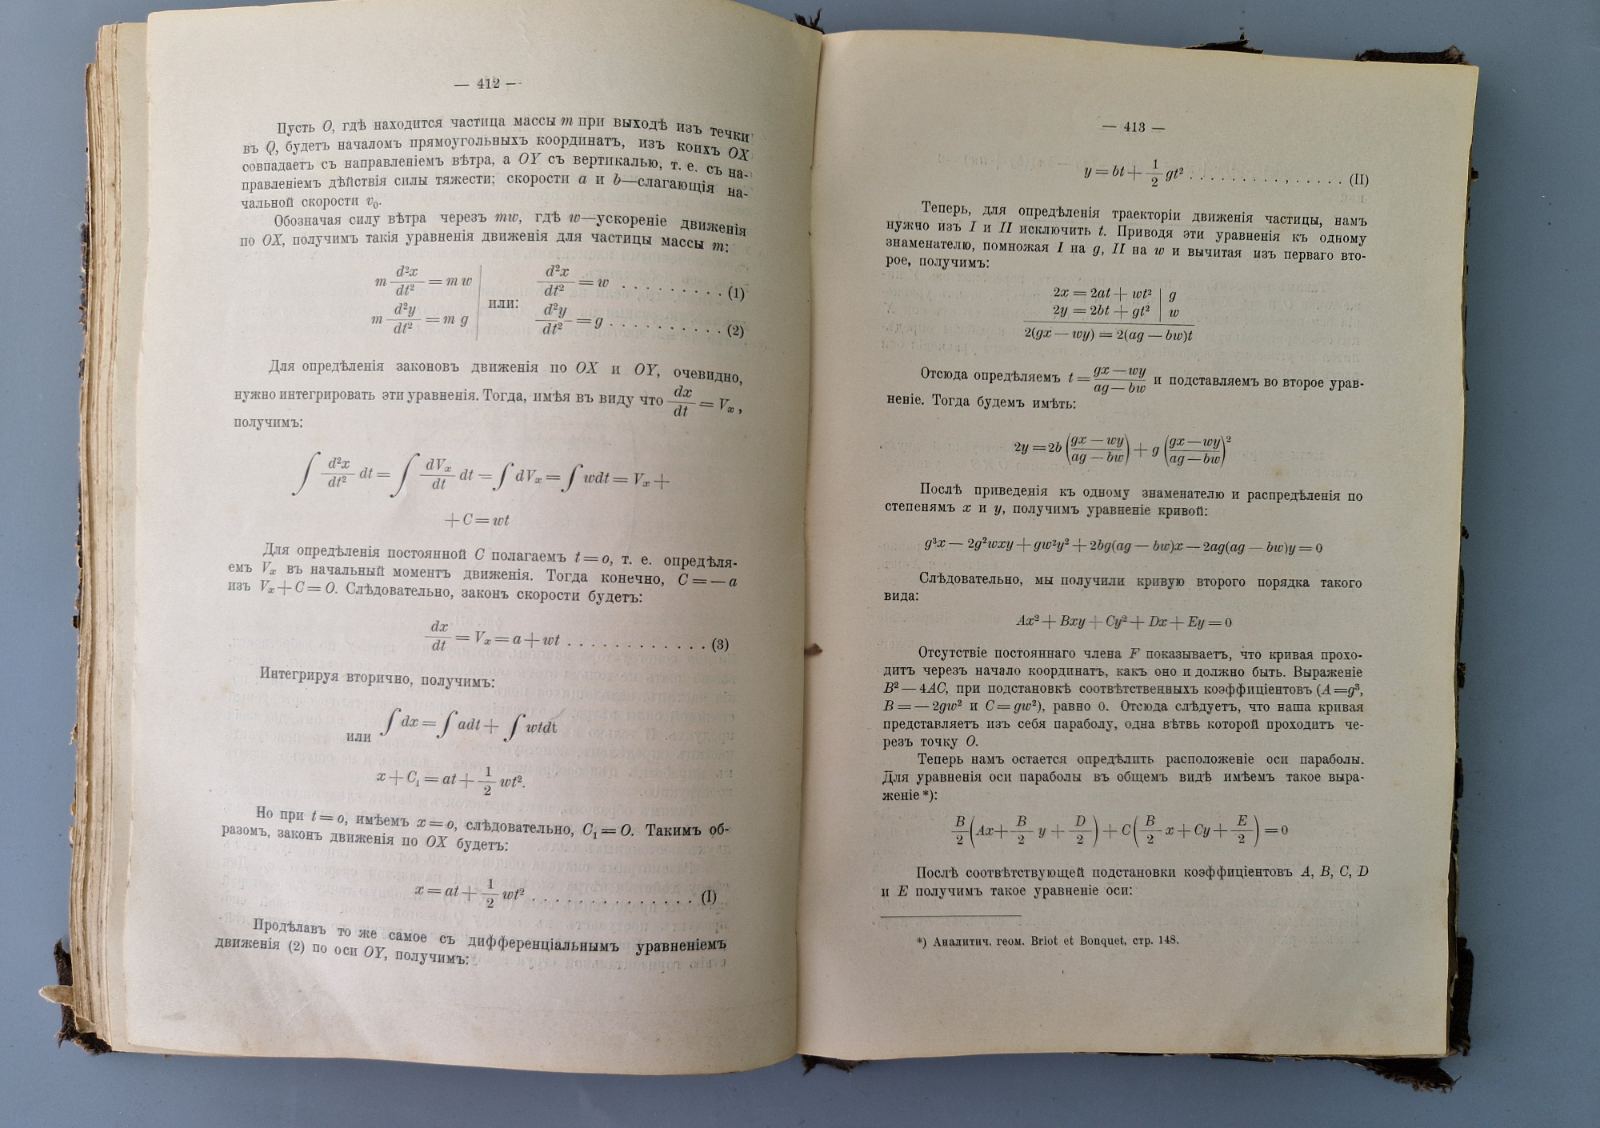 — 412 —
Пусть O, гдѣ находится частица массы m при выходѣ изъ течки
въ Q, будетъ началомъ прямоугольныхъ координатъ, изъ коихъ OX
совпадаетъ съ направленіемъ вѣтра, а OY съ вертикалью, т. е. съ на-
правленіемъ дѣйствія силы тяжести; скорости a и b—слагающія на-
чальной скорости v₀.
Обозначая силу вѣтра черезъ mw, гдѣ w—ускореніе движенія
по OX, получимъ такія уравненія движенія для частицы массы m:
m d²x/dt² = m w | или: d²x/dt² = w . . . . . . . . . (1)
m d²y/dt² = m g | d²y/dt² = g . . . . . . . . . . (2)
Для опредѣленія законовъ движенія по OX и OY, очевидно,
нужно интегрировать эти уравненія. Тогда, имѣя въ виду что dx/dt = Vₓ,
получимъ:
∫ d²x/dt² dt = ∫ dVₓ/dt dt = ∫ dVₓ = ∫ wdt = Vₓ +
+ C = wt
Для опредѣленія постоянной C полагаемъ t = o, т. е. опредѣля-
емъ Vₓ въ начальный моментъ движенія. Тогда конечно, C = — a
изъ Vₓ + C = O. Слѣдовательно, законъ скорости будетъ:
dx/dt = Vₓ = a + wt . . . . . . . . . . . . (3)
Интегрируя вторично, получимъ:
∫ dx = ∫ adt + ∫ wtdt
или
x + C₁ = at + 1/2 wt².
Но при t = o, имѣемъ x = o, слѣдовательно, C₁ = O. Такимъ об-
разомъ, законъ движенія по OX будетъ:
x = at + 1/2 wt² . . . . . . . . . . . . . . (I)
Продѣлавъ то же самое съ дифференціальнымъ уравненіемъ
движенія (2) по оси OY, получимъ:
— 413 —
y = bt + 1/2 gt² . . . . . . . . . . . . . . (II)
Теперь, для опредѣленія траекторіи движенія частицы, намъ
нужчо изъ I и II исключить t. Приводя эти уравненія къ одному
знаменателю, помножая I на g, II на w и вычитая изъ перваго вто-
рое, получимъ:
2x = 2at + wt² | g
2y = 2bt + gt² | w
2(gx — wy) = 2(ag — bw)t
Отсюда опредѣляемъ t = (gx — wy)/(ag — bw) и подставляемъ во второе урав-
неніе. Тогда будемъ имѣть:
2y = 2b ((gx — wy)/(ag — bw)) + g ((gx — wy)/(ag — bw))²
Послѣ приведенія къ одному знаменателю и распредѣленія по
степенямъ x и y, получимъ уравненіе кривой:
g³x — 2g²wxy + gw²y² + 2bg(ag — bw)x — 2ag(ag — bw)y = 0
Слѣдовательно, мы получили кривую второго порядка такого
вида:
Ax² + Bxy + Cy² + Dx + Ey = 0
Отсутствіе постояннаго члена F показываетъ, что кривая прохо-
дитъ черезъ начало координатъ, какъ оно и должно быть. Выраженіе
B² — 4AC, при подстановкѣ соотвѣтственныхъ коэффиціентовъ (A = g³,
B = — 2gw² и C = gw²), равно 0. Отсюда слѣдуетъ, что наша кривая
представляетъ изъ себя параболу, одна вѣтвь которой проходитъ че-
резъ точку O.
Теперь намъ остается опредѣлить расположеніе оси параболы.
Для уравненія оси параболы въ общемъ видѣ имѣемъ такое выра-
женіе *):
B/2 (Ax + B/2 y + D/2) + C (B/2 x + Cy + E/2) = 0
Послѣ соотвѣтствующей подстановки коэффиціентовъ A, B, C, D
и E получимъ такое уравненіе оси:
*) Аналитич. геом. Briot et Bonquet, стр. 148.